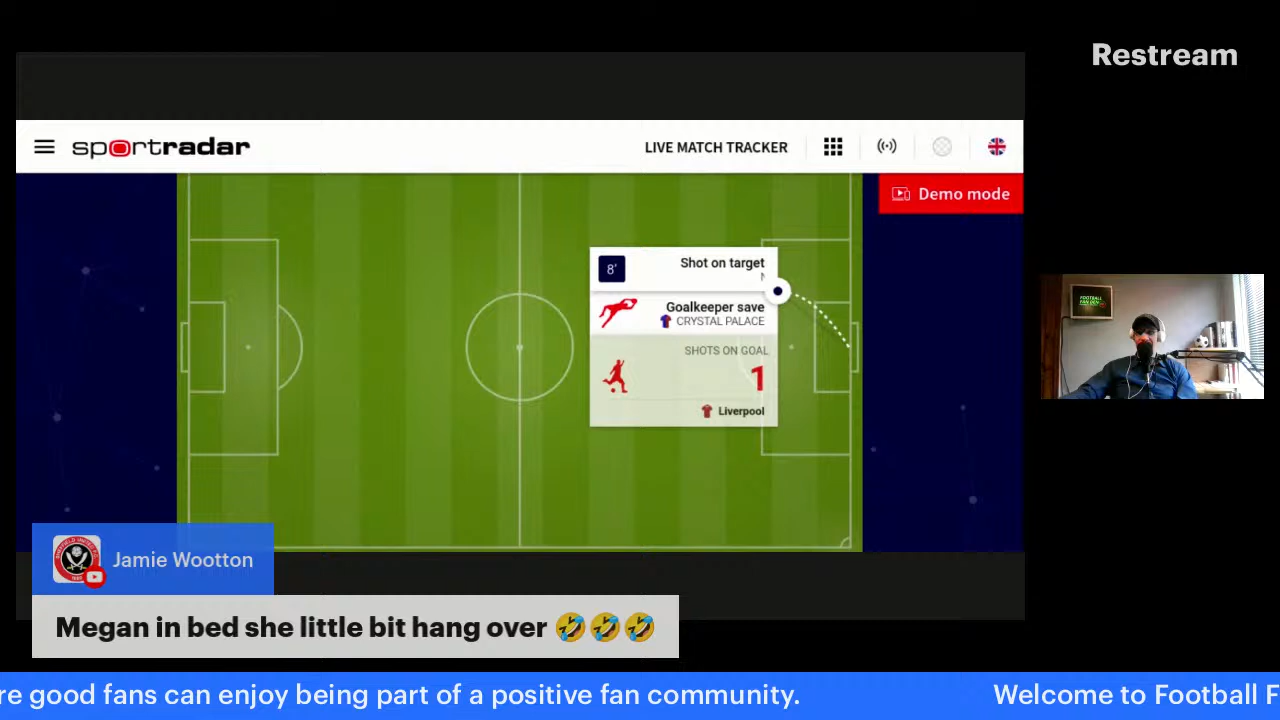 Restream
sportradar
LIVE MATCH TRACKER
Demo mode
8'
Shot on target
N
Goalkeeper save
CRYSTAL PALACE
SHOTS ON GOAL
1
Liverpool
Jamie Wootton
Megan in bed she little bit hang over 🤣🤣🤣
re good fans can enjoy being part of a positive fan community. Welcome to Football F